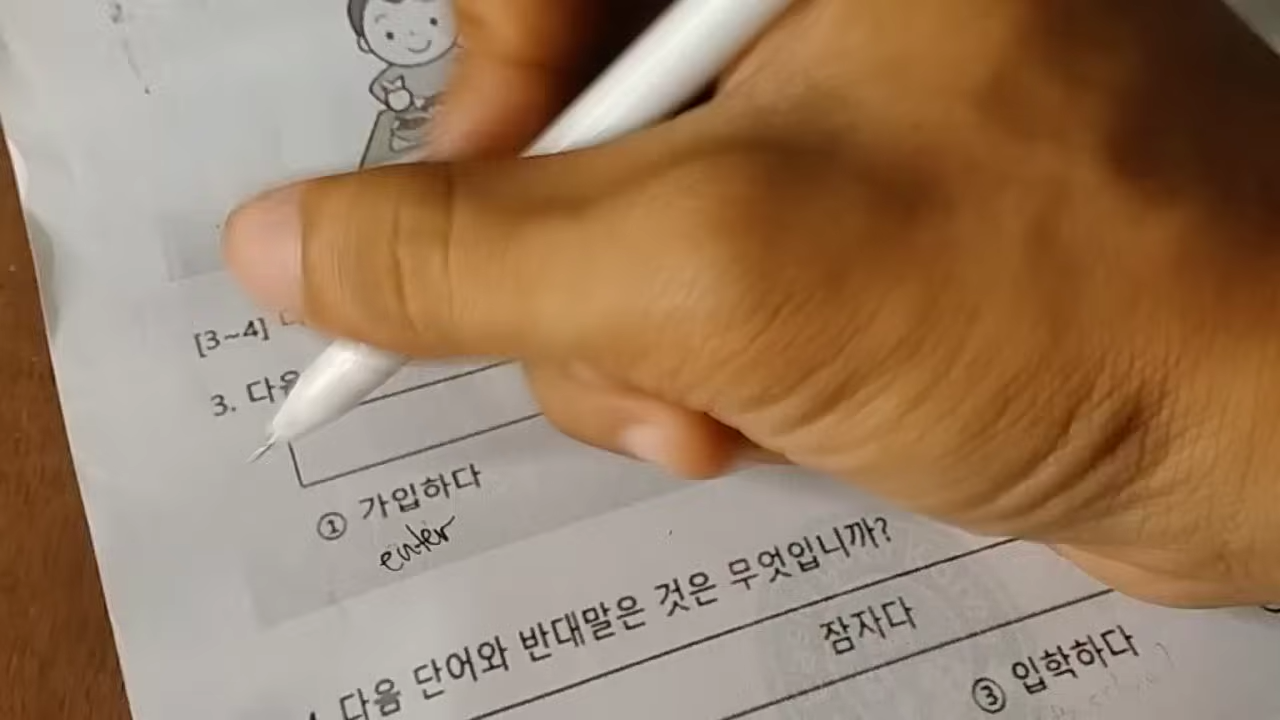 [3~4]
3. 다음
① 가입하다
enter
다음 단어와 반대말은 것은 무엇입니까?
잠자다
③ 입학하다